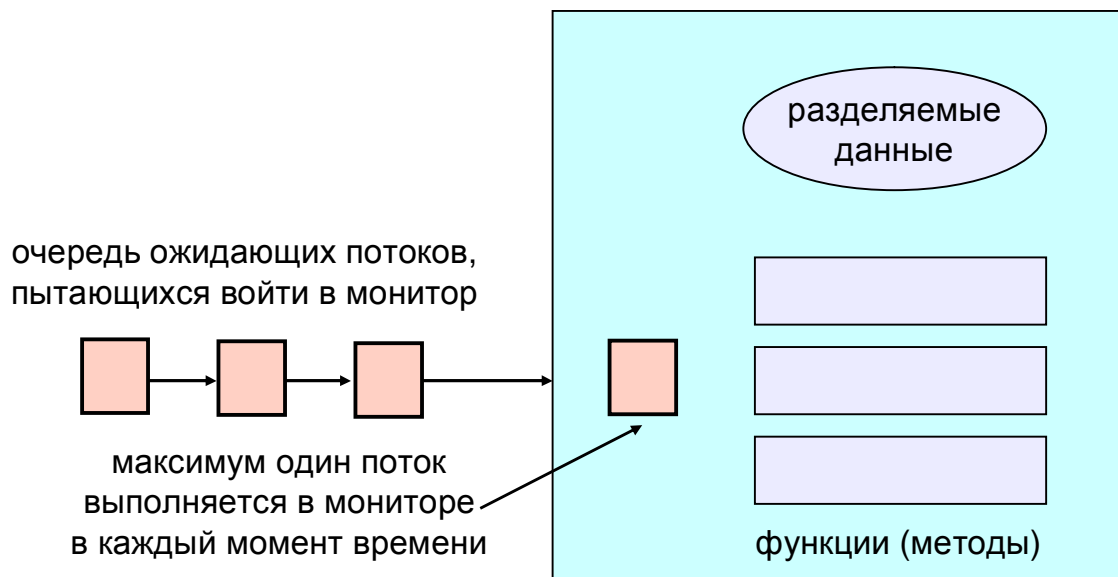 разделяемые
данные
очередь ожидающих потоков,
пытающихся войти в монитор
максимум один поток
выполняется в мониторе
в каждый момент времени
функции (методы)